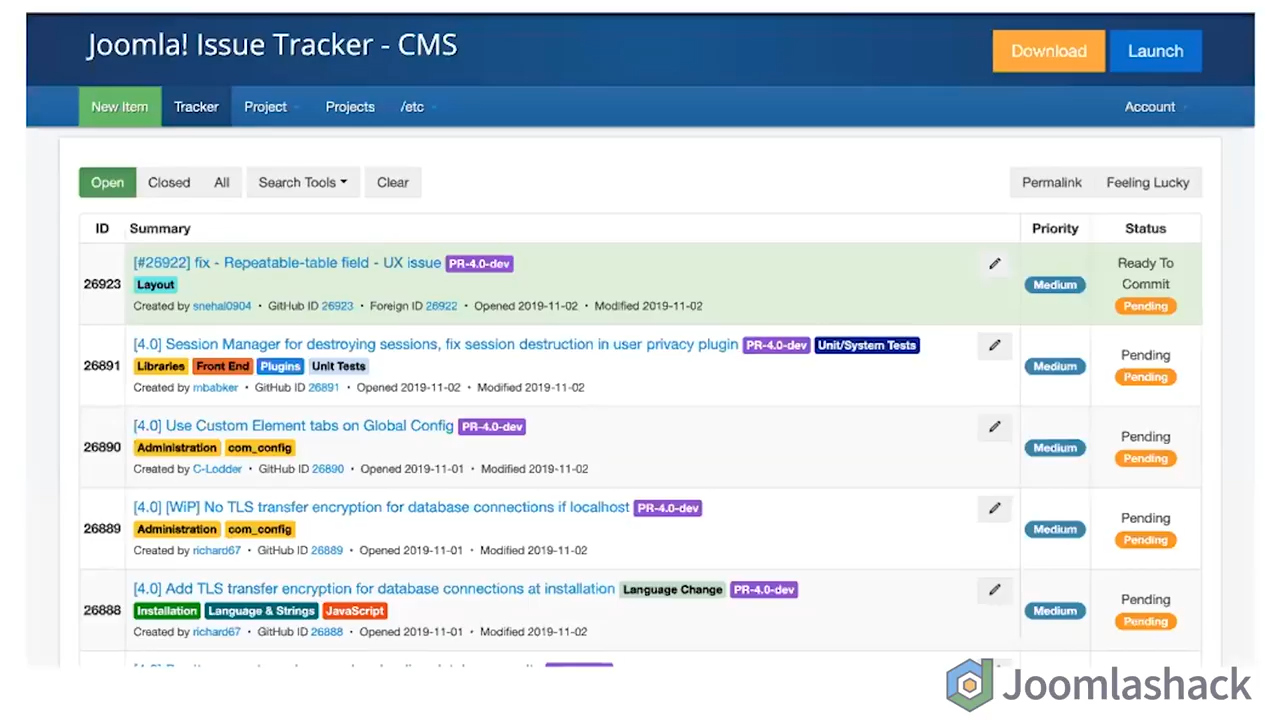 Joomla! Issue Tracker - CMS
Download Launch
New Item Tracker Project Projects /etc Account
Open Closed All Search Tools Clear Permalink Feeling Lucky
ID Summary Priority Status
[#26922] fix - Repeatable-table field - UX issue PR-4.0-dev
26923 Layout Medium Ready To Commit
Created by snehal0904 • GitHub ID 26923 • Foreign ID 26922 • Opened 2019-11-02 • Modified 2019-11-02 Pending
[4.0] Session Manager for destroying sessions, fix session destruction in user privacy plugin PR-4.0-dev Unit/System Tests
26891 Libraries Front End Plugins Unit Tests Medium Pending
Created by mbabker • GitHub ID 26891 • Opened 2019-11-02 • Modified 2019-11-02 Pending
[4.0] Use Custom Element tabs on Global Config PR-4.0-dev
26890 Administration com_config Medium Pending
Created by C-Lodder • GitHub ID 26890 • Opened 2019-11-01 • Modified 2019-11-02 Pending
[4.0] [WiP] No TLS transfer encryption for database connections if localhost PR-4.0-dev
26889 Administration com_config Medium Pending
Created by richard67 • GitHub ID 26889 • Opened 2019-11-01 • Modified 2019-11-02 Pending
[4.0] Add TLS transfer encryption for database connections at installation Language Change PR-4.0-dev
26888 Installation Language & Strings JavaScript Medium Pending
Created by richard67 • GitHub ID 26888 • Opened 2019-11-01 • Modified 2019-11-02 Pending
Joomlashack